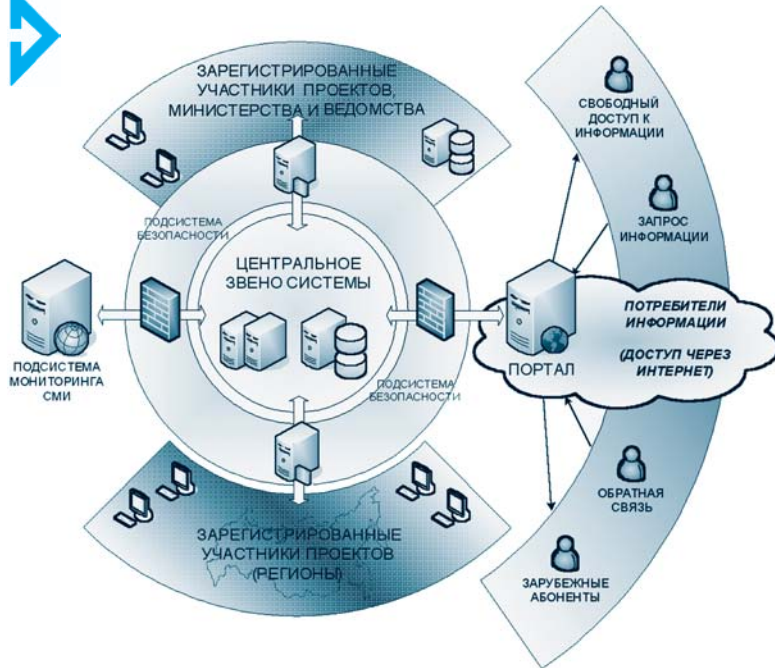 ЗАРЕГИСТРИРОВАННЫЕ
УЧАСТНИКИ ПРОЕКТОВ,
МИНИСТЕРСТВА И ВЕДОМСТВА
СВОБОДНЫЙ
ДОСТУП К
ИНФОРМАЦИИ
ПОДСИСТЕМА
БЕЗОПАСНОСТИ
ЗАПРОС
ИНФОРМАЦИИ
ЦЕНТРАЛЬНОЕ
ЗВЕНО СИСТЕМЫ
ПОТРЕБИТЕЛИ
ИНФОРМАЦИИ
(ДОСТУП ЧЕРЕЗ
ИНТЕРНЕТ)
ПОРТАЛ
ПОДСИСТЕМА
МОНИТОРИНГА
СМИ
ПОДСИСТЕМА
БЕЗОПАСНОСТИ
ОБРАТНАЯ
СВЯЗЬ
ЗАРЕГИСТРИРОВАННЫЕ
УЧАСТНИКИ ПРОЕКТОВ
(РЕГИОНЫ)
ЗАРУБЕЖНЫЕ
АБОНЕНТЫ